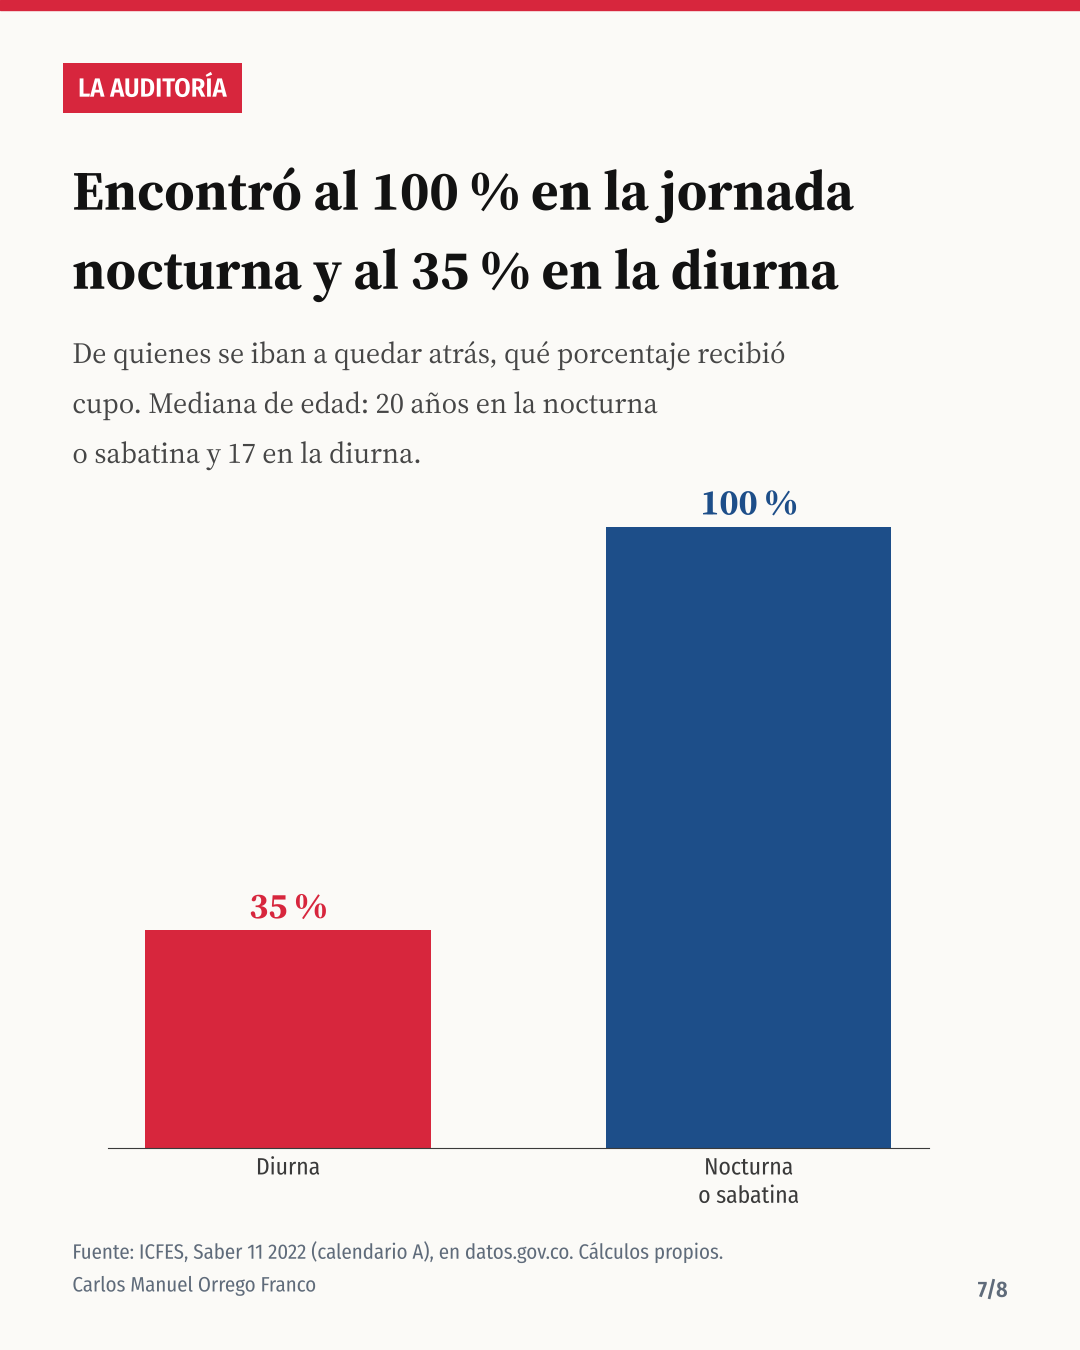 LA AUDITORÍA
Encontró al 100 % en la jornada
nocturna y al 35 % en la diurna
De quienes se iban a quedar atrás, qué porcentaje recibió
cupo. Mediana de edad: 20 años en la nocturna
o sabatina y 17 en la diurna.
100 %
35 %
Diurna
Nocturna
o sabatina
Fuente: ICFES, Saber 11 2022 (calendario A), en datos.gov.co. Cálculos propios.
Carlos Manuel Orrego Franco
7/8